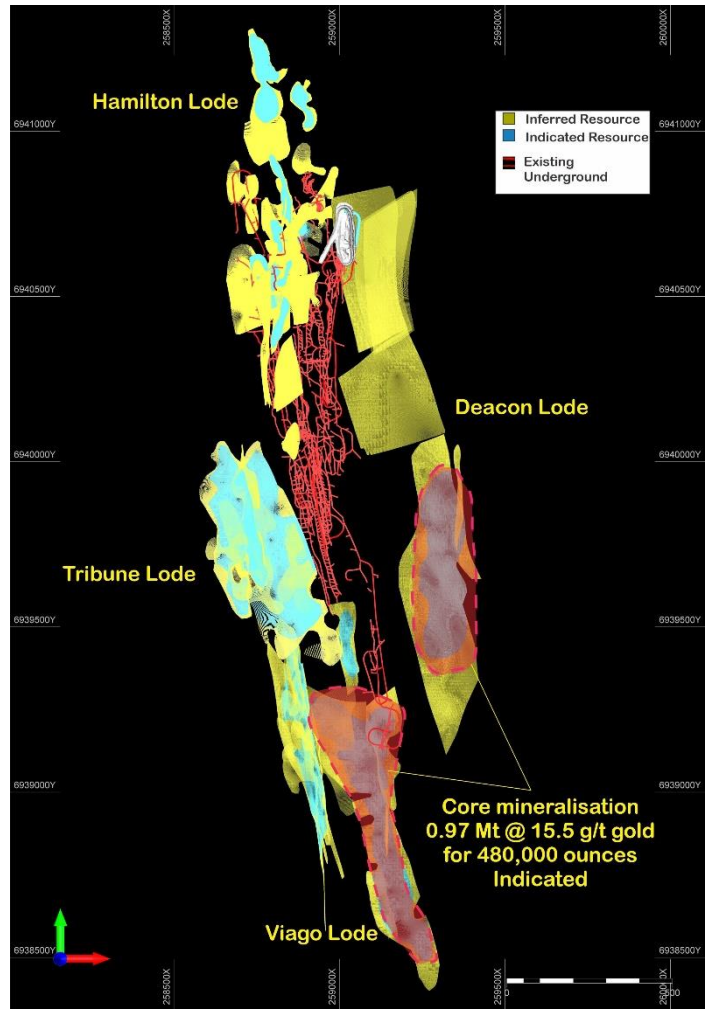 258500X
259000X
259500X
260000X
Hamilton Lode
6941000Y
6941000Y
Inferred Resource
Indicated Resource
Existing
Underground
6940500Y
6940500Y
Deacon Lode
6940000Y
6940000Y
Tribune Lode
6939500Y
6939500Y
6939000Y
6939000Y
Core mineralisation
0.97 Mt @ 15.5 g/t gold
for 480,000 ounces
Indicated
Viago Lode
6938500Y
6938500Y
0
500
258500X
259000X
259500X